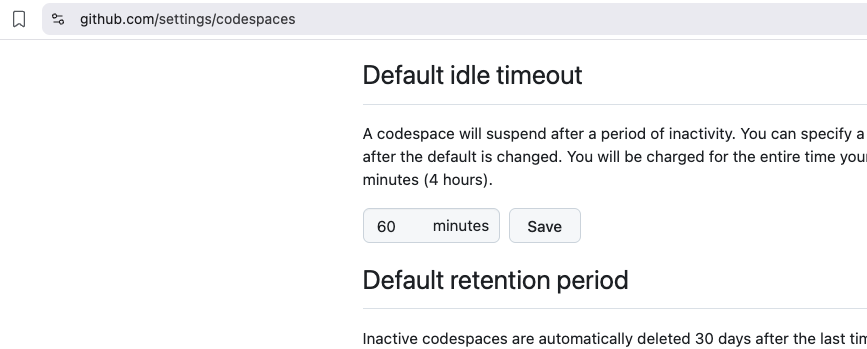 github.com/settings/codespaces
Default idle timeout
A codespace will suspend after a period of inactivity. You can specify a
after the default is changed. You will be charged for the entire time your
minutes (4 hours).
60 minutes Save
Default retention period
Inactive codespaces are automatically deleted 30 days after the last